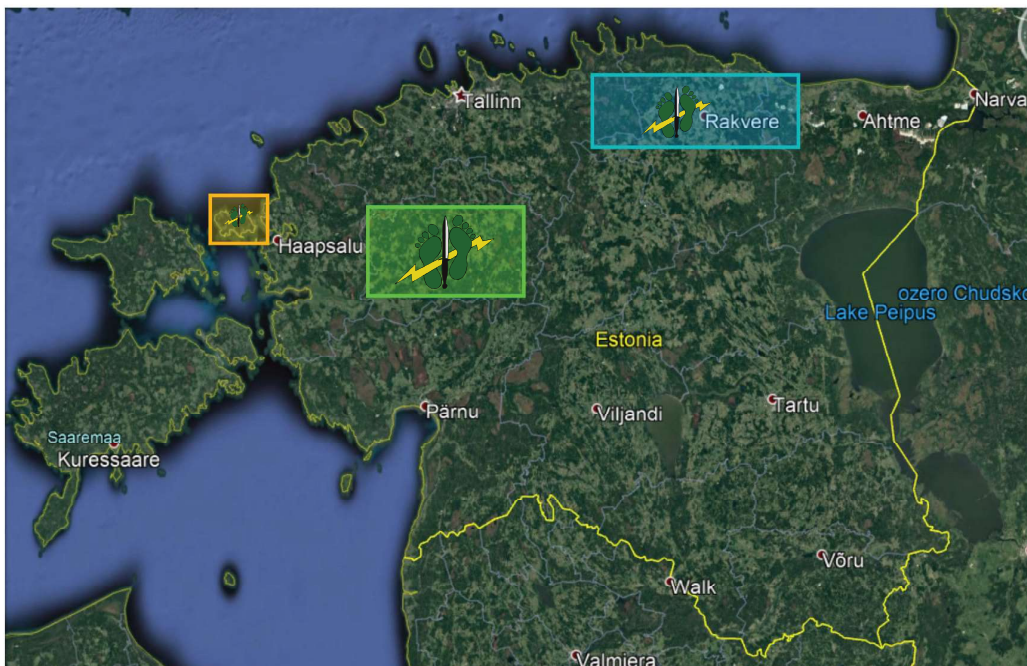 Tallinn
Narva
Rakvere
Ahtme
Haapsalu
ozero Chudsko
Lake Peipus
Estonia
Pärnu
Viljandi
Tartu
Saaremaa
Kuressaare
Võru
Walk
Valmiera